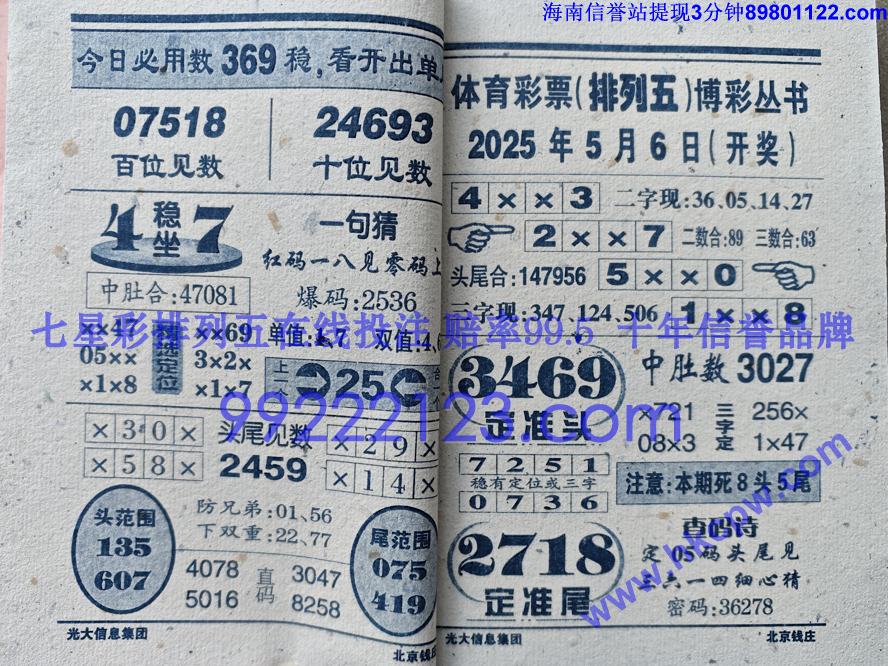 海南信誉站提现3分钟89801122.com
今日必用数369稳,看开出单
07518
百位见数
24693
十位见数
4稳坐7
一句猜
红码一八见零码上
中肚合:47081
爆码:2536
××47
05××
×1×8
定位
××69
3×2×
×1×7
单值:1,7 双值:4,
上 25 合
×30×
×58×
头尾见数
2459
×29×
×14×
头范围
135
607
防兄弟:01、56
下双重:22、77
4078
5016
直码
3047
8258
尾范围
075
419
光大信息集团
北京钱庄
体育彩票(排列五)博彩丛书
2025年5月6日(开奖)
4××3 二字现:36、05、14、27
2××7 二数合:89 三数合:63
头尾合:147956 5××0
三字现:347、124、506 1××8
七星彩排列五在线投注 赔率99.5 十年信誉品牌
99222123.com
3469
定准头
中肚数3027
×721
08×3
三字定
256×
1×47
7251
稳有定位或三字
0736
注意:本期死8头5尾
2718
定准尾
查码诗
定05码头尾见
三六一四细心猜
密码:36278
光大信息集团
北京钱庄